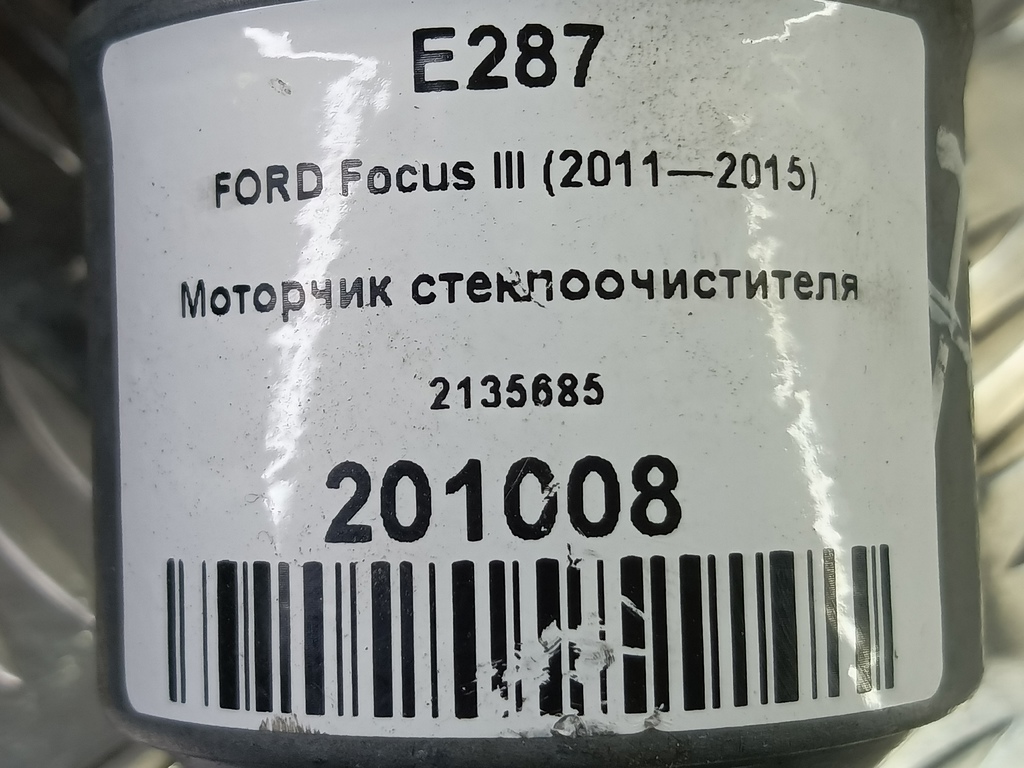 E287
FORD Focus III (2011—2015)
Моторчик стеклоочистителя
2135685
201008